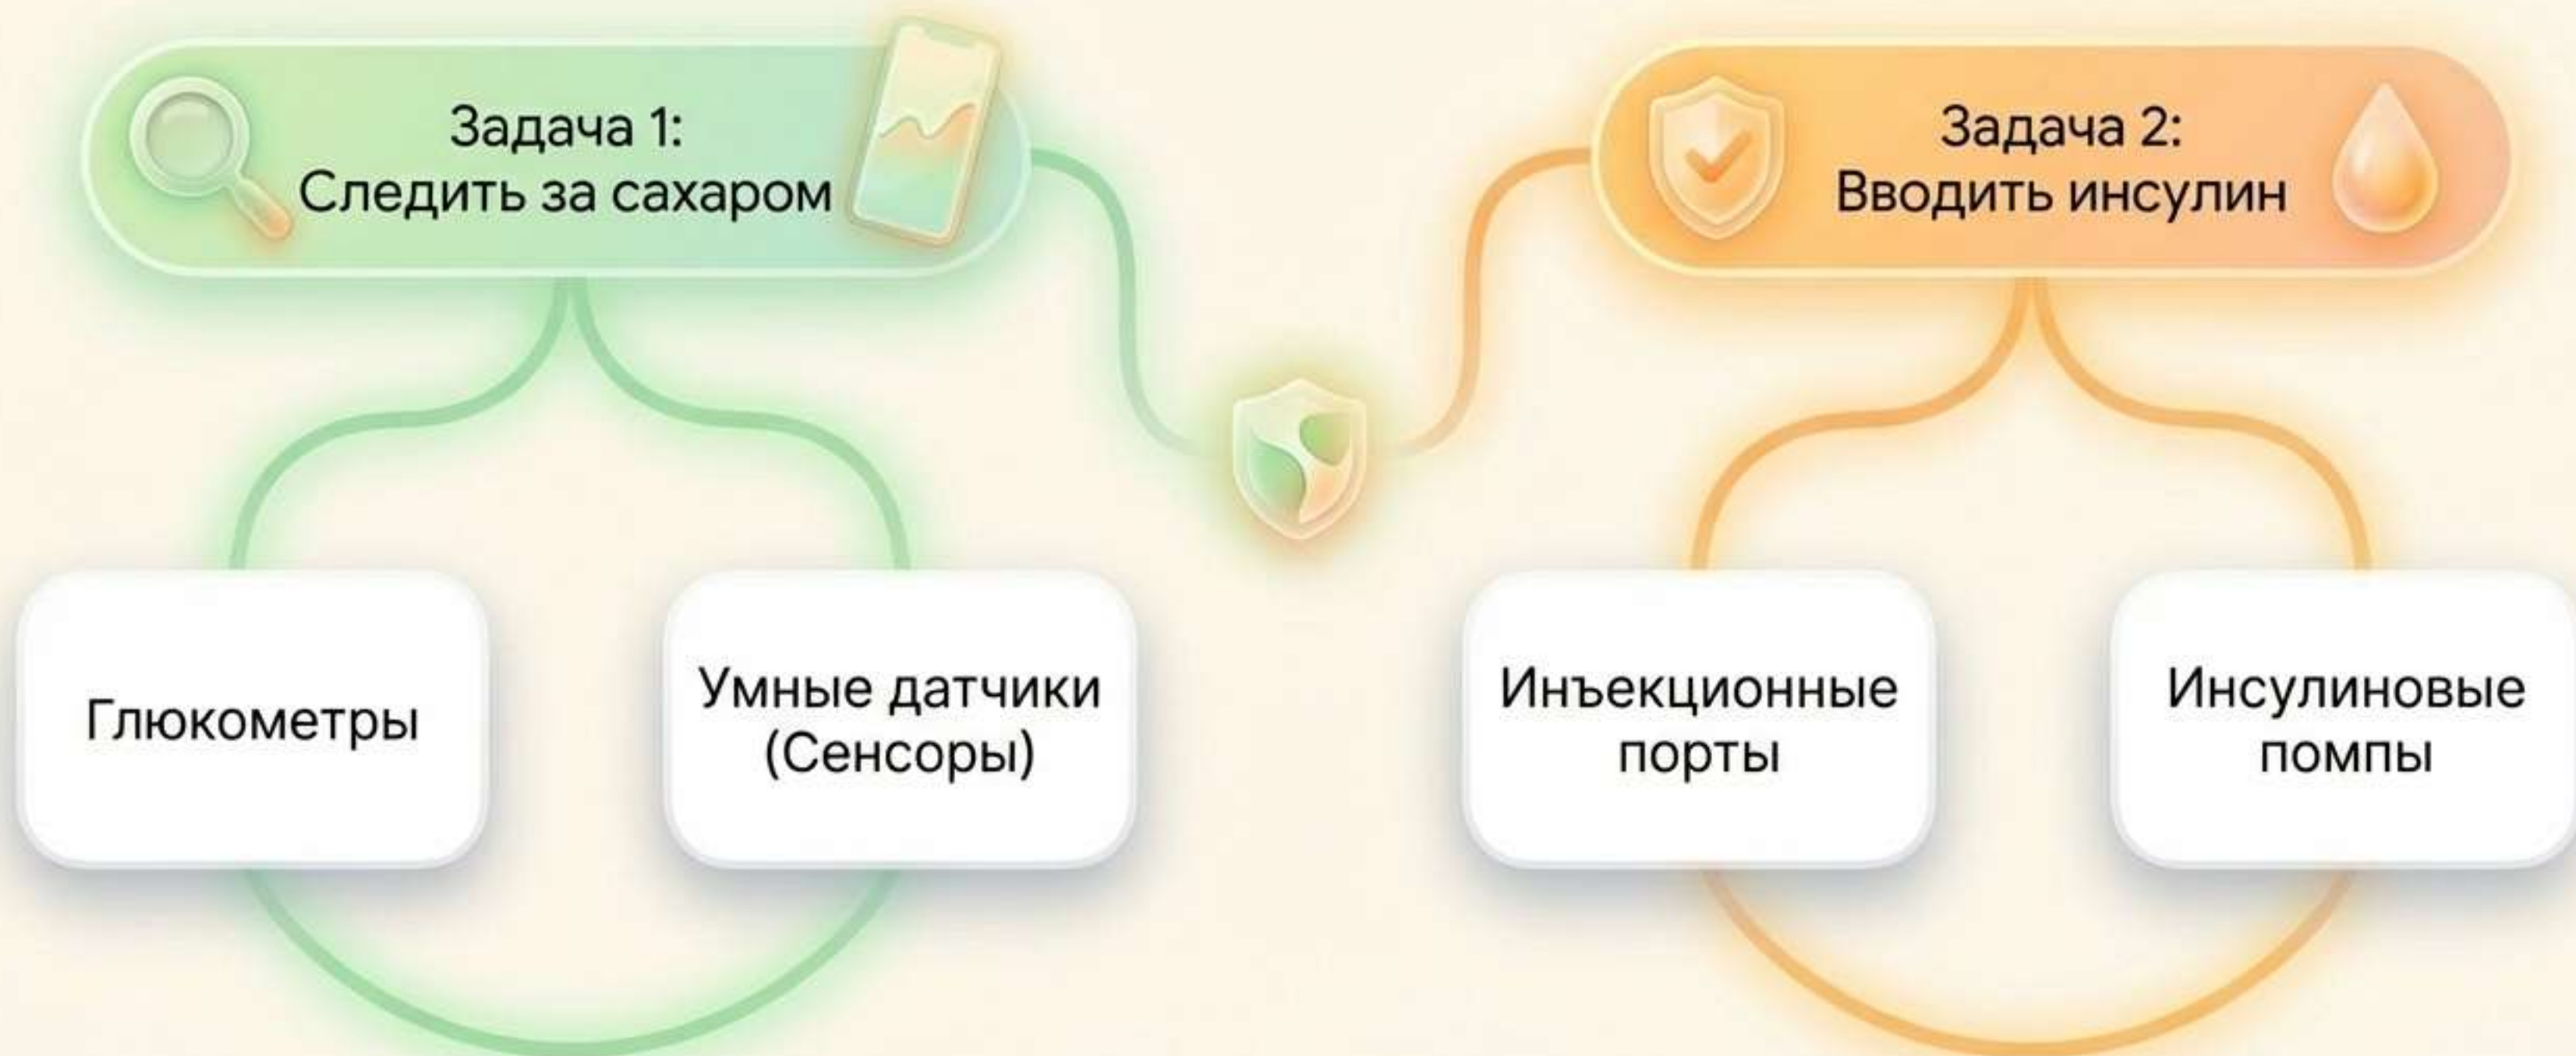 Задача 1:
Следить за сахаром
Задача 2:
Вводить инсулин
Глюкометры
Умные датчики
(Сенсоры)
Инъекционные
порты
Инсулиновые
помпы